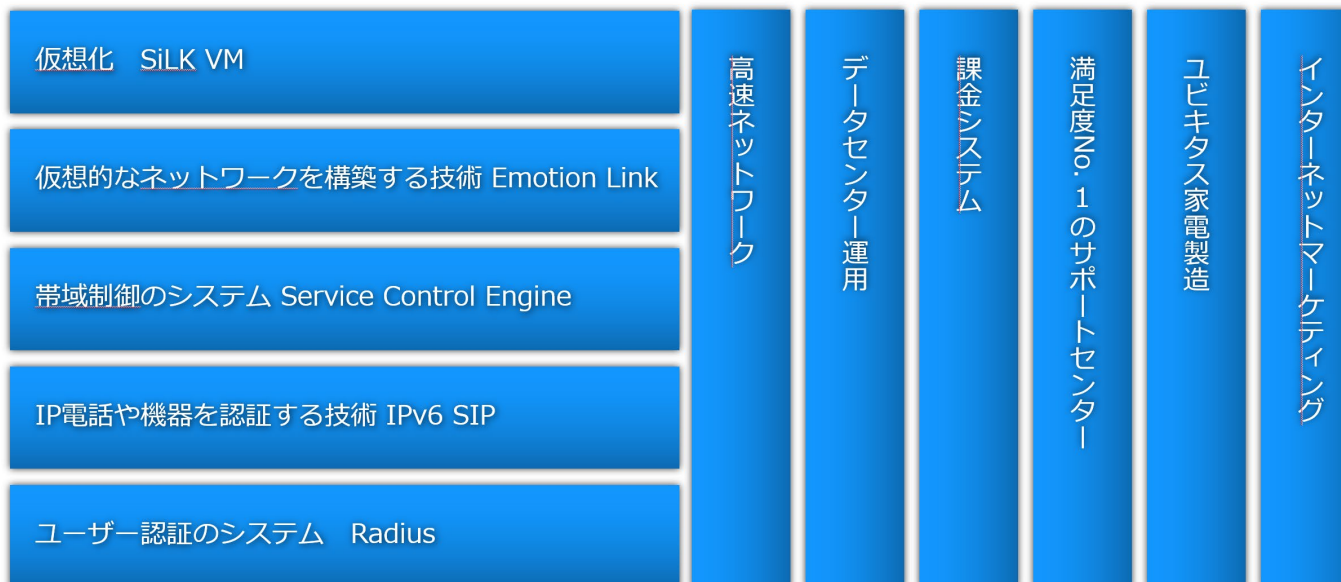 仮想化　SiLK VM
仮想的なネットワークを構築する技術 Emotion Link
帯域制御のシステム Service Control Engine
IP電話や機器を認証する技術 IPv6 SIP
ユーザー認証のシステム　Radius
高速ネットワーク
データセンター運用
課金システム
満足度No.1のサポートセンター
ユビキタス家電製造
インターネットマーケティング